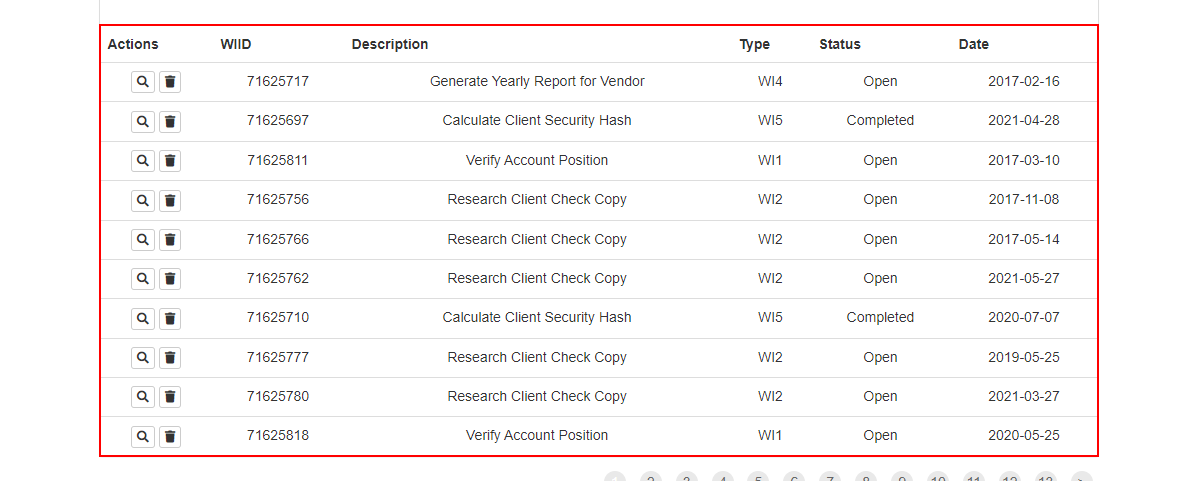 Actions WIID Description Type Status Date
71625717 Generate Yearly Report for Vendor WI4 Open 2017-02-16
71625697 Calculate Client Security Hash WI5 Completed 2021-04-28
71625811 Verify Account Position WI1 Open 2017-03-10
71625756 Research Client Check Copy WI2 Open 2017-11-08
71625766 Research Client Check Copy WI2 Open 2017-05-14
71625762 Research Client Check Copy WI2 Open 2021-05-27
71625710 Calculate Client Security Hash WI5 Completed 2020-07-07
71625777 Research Client Check Copy WI2 Open 2019-05-25
71625780 Research Client Check Copy WI2 Open 2021-03-27
71625818 Verify Account Position WI1 Open 2020-05-25
1 2 3 4 5 6 7 8 9 10 11 12 13 >